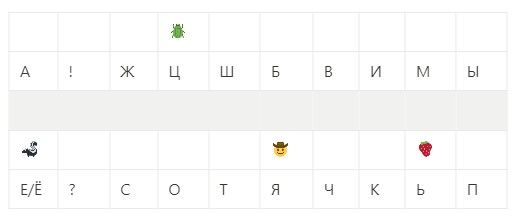 А ! Ж Ц Ш Б В И М Ы
Е/Ё ? С О Т Я Ч К Ь П